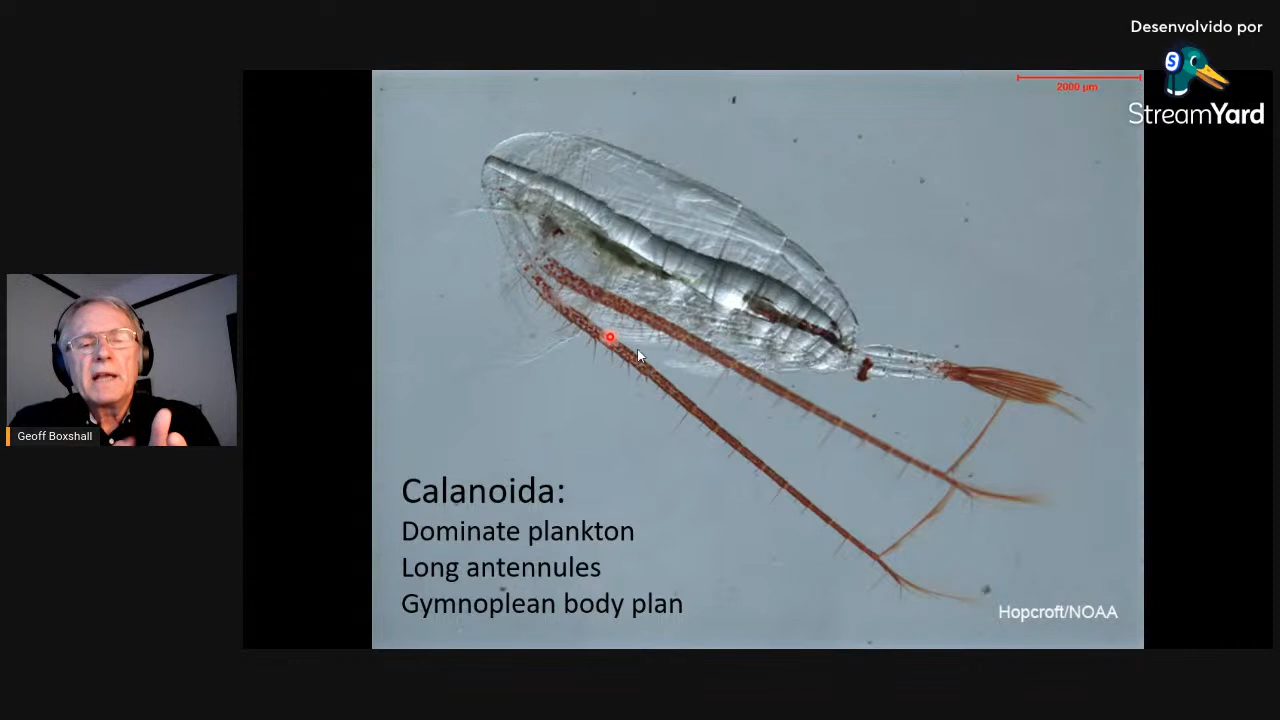 Desenvolvido por
StreamYard
2000 µm
Geoff Boxshall
Calanoida:
Dominate plankton
Long antennules
Gymnoplean body plan
Hopcroft/NOAA